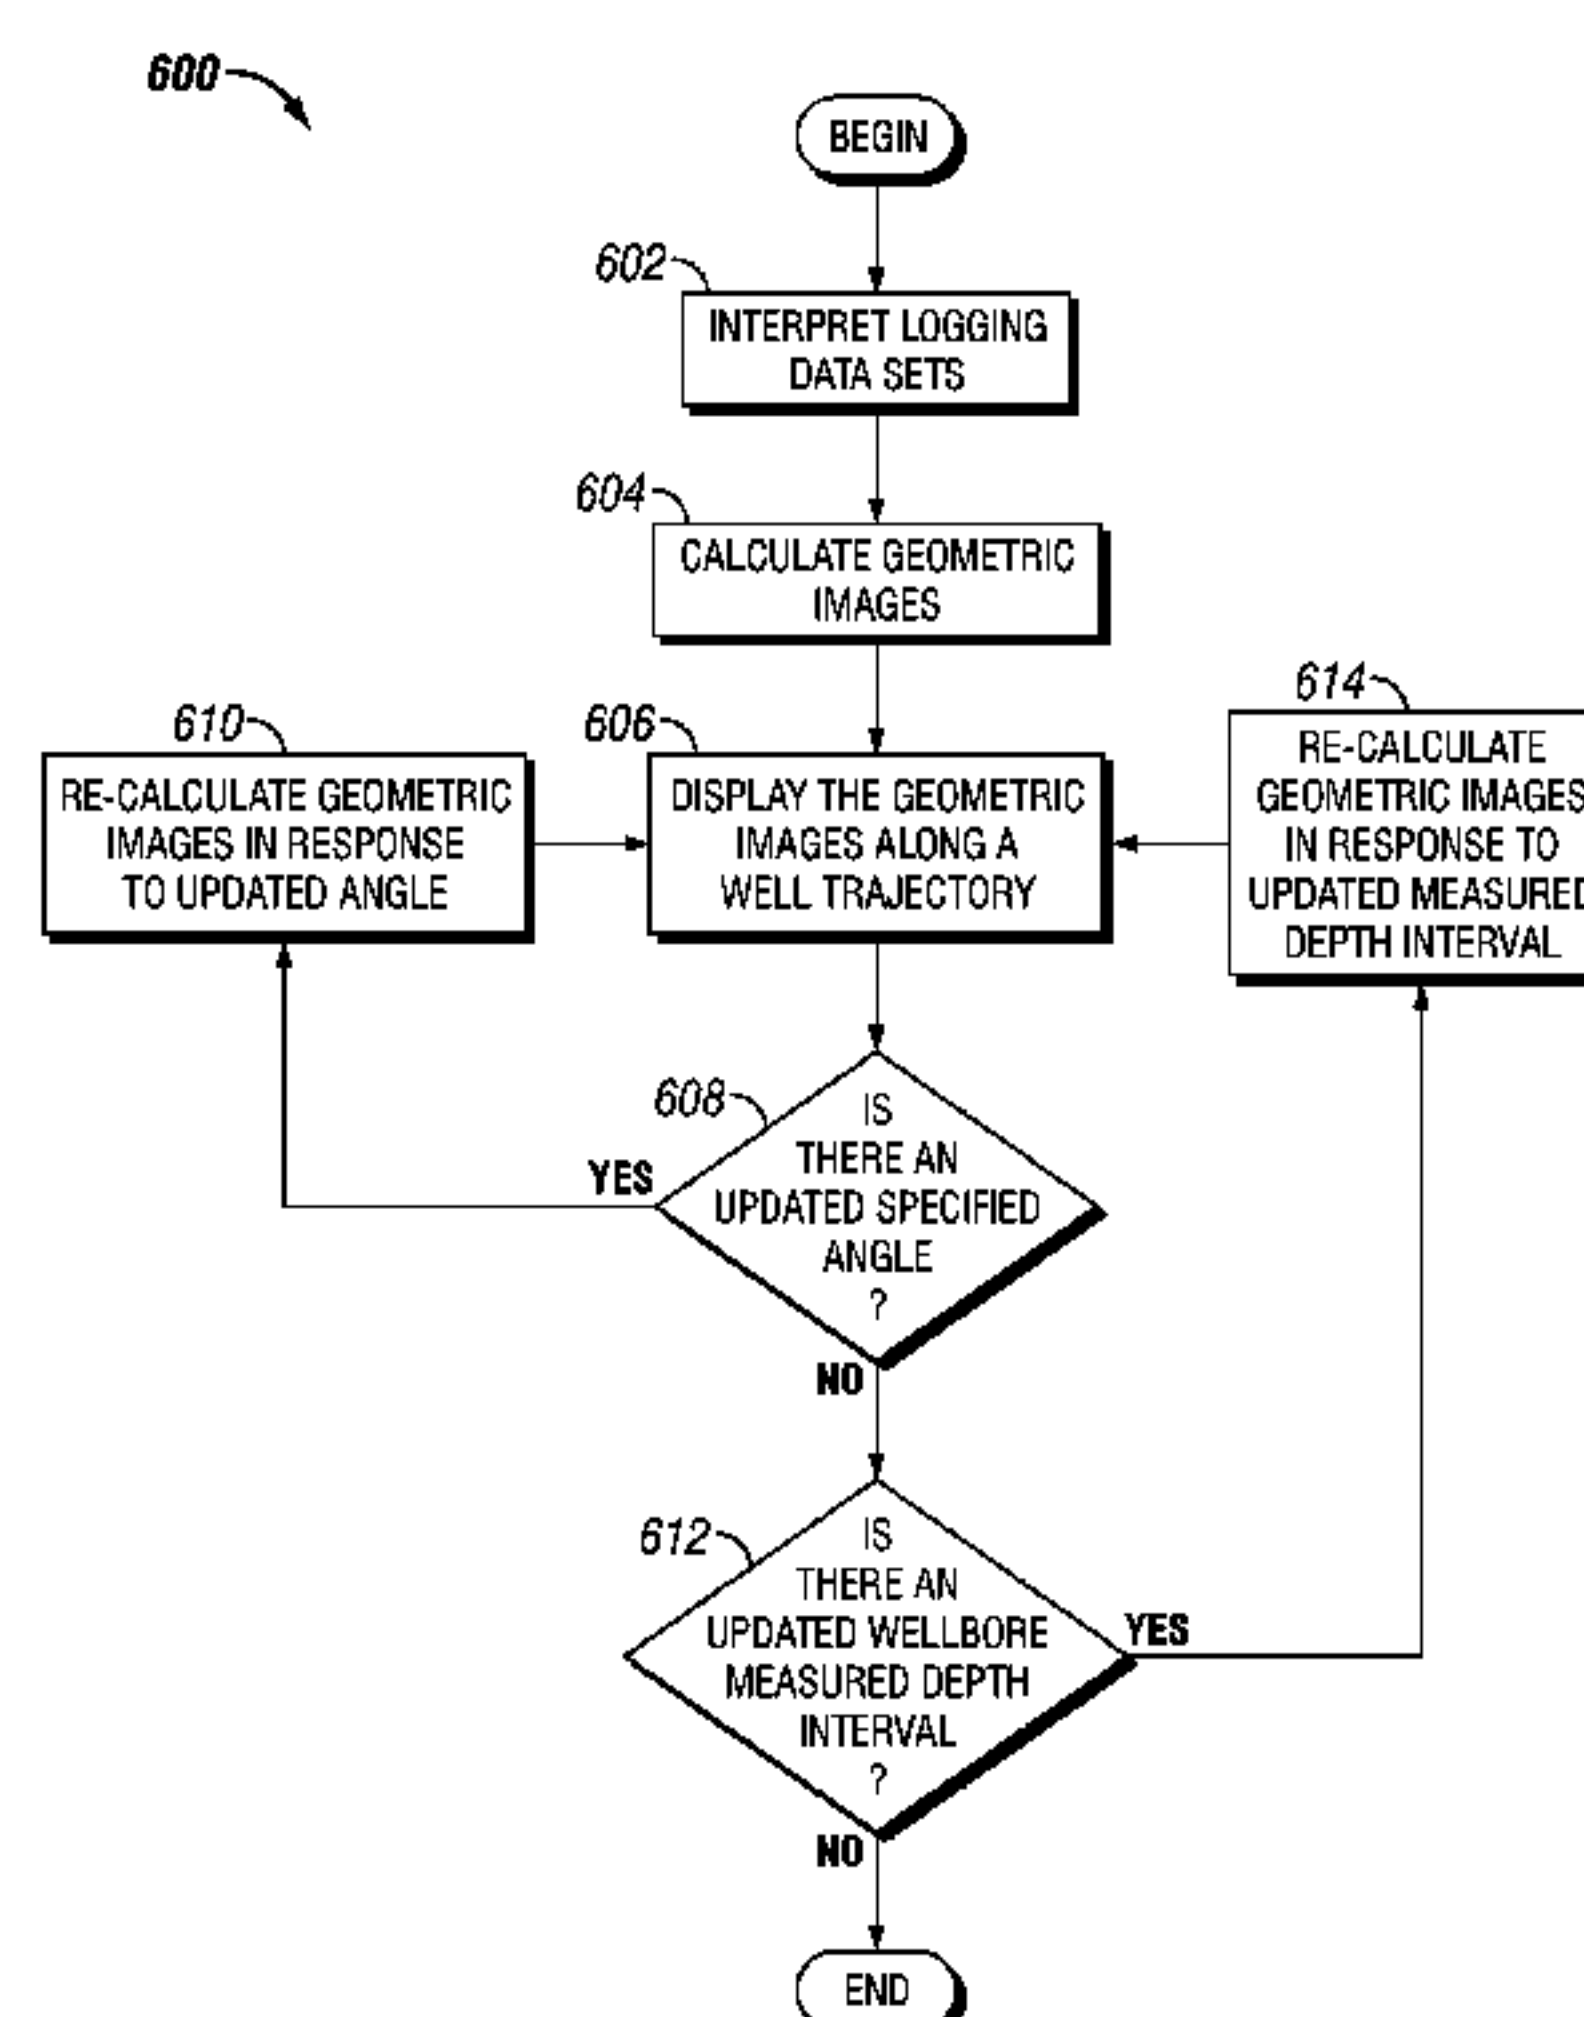 600
BEGIN
602
INTERPRET LOGGING
DATA SETS
604
CALCULATE GEOMETRIC
IMAGES
610
RE-CALCULATE GEOMETRIC
IMAGES IN RESPONSE
TO UPDATED ANGLE
606
DISPLAY THE GEOMETRIC
IMAGES ALONG A
WELL TRAJECTORY
614
RE-CALCULATE
GEOMETRIC IMAGES
IN RESPONSE TO
UPDATED MEASURED
DEPTH INTERVAL
608
IS
THERE AN
UPDATED SPECIFIED
ANGLE
?
YES
NO
612
IS
THERE AN
UPDATED WELLBORE
MEASURED DEPTH
INTERVAL
?
YES
NO
END